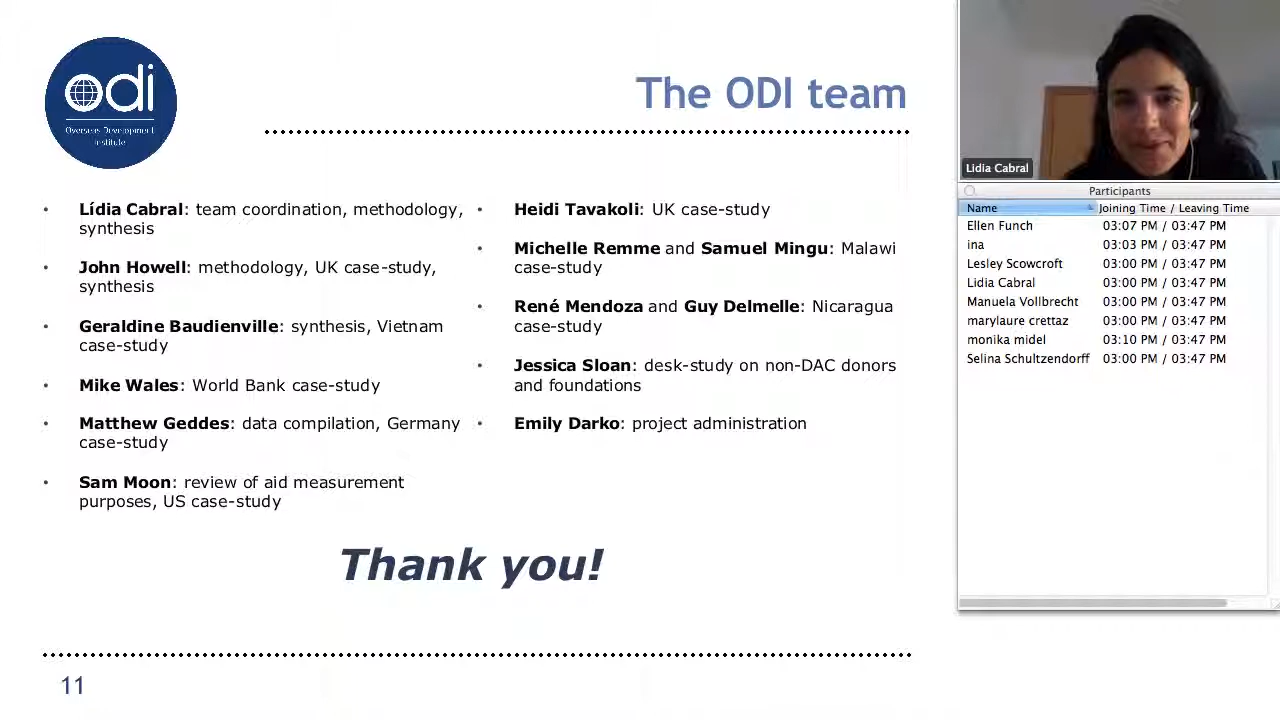 odi
Overseas Development
Institute
The ODI team
• Lídia Cabral: team coordination, methodology,
synthesis
• John Howell: methodology, UK case-study,
synthesis
• Geraldine Baudienville: synthesis, Vietnam
case-study
• Mike Wales: World Bank case-study
• Matthew Geddes: data compilation, Germany
case-study
• Sam Moon: review of aid measurement
purposes, US case-study
• Heidi Tavakoli: UK case-study
• Michelle Remme and Samuel Mingu: Malawi
case-study
René Mendoza and Guy Delmelle: Nicaragua
case-study
• Jessica Sloan: desk-study on non-DAC donors
and foundations
• Emily Darko: project administration
Thank you!
11
Lidia Cabral
Participants
Name Joining Time / Leaving Time
Ellen Funch 03:07 PM / 03:47 PM
ina 03:03 PM / 03:47 PM
Lesley Scowcroft 03:00 PM / 03:47 PM
Lidia Cabral 03:00 PM / 03:47 PM
Manuela Vollbrecht 03:00 PM / 03:47 PM
marylaure crettaz 03:00 PM / 03:47 PM
monika midel 03:10 PM / 03:47 PM
Selina Schultzendorff 03:00 PM / 03:47 PM